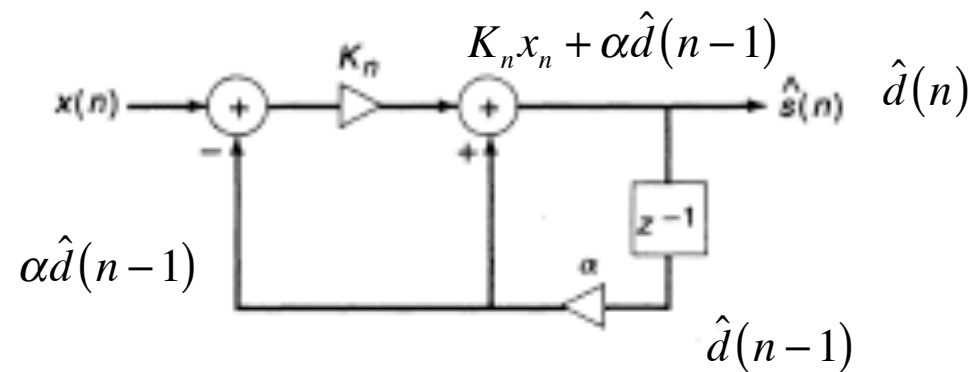 K_n x_n + αd̂(n−1)
K_n
x(n) + + ŝ(n) d̂(n)
− +
z⁻¹
αd̂(n−1) α
d̂(n−1)